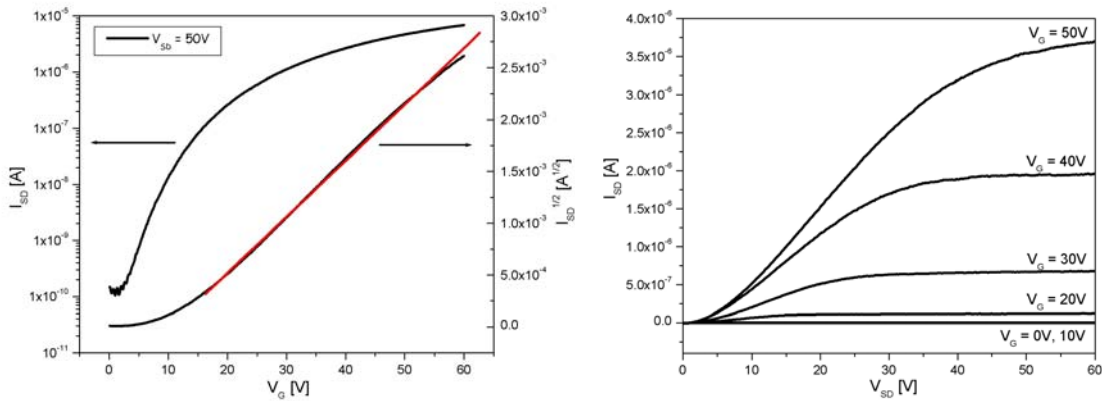 V_Sb = 50V
1x10^-5
1x10^-6
1x10^-7
1x10^-8
1x10^-9
1x10^-10
10^-11
I_SD [A]
3.0x10^-3
2.5x10^-3
2.0x10^-3
1.5x10^-3
1.0x10^-3
5.0x10^-4
0.0
I_SD^1/2 [A^1/2]
0 10 20 30 40 50 60
V_G [V]
4.0x10^-6
3.5x10^-6
3.0x10^-6
2.5x10^-6
2.0x10^-6
1.5x10^-6
1.0x10^-6
5.0x10^-7
0.0
I_SD [A]
V_G = 50V
V_G = 40V
V_G = 30V
V_G = 20V
V_G = 0V, 10V
0 10 20 30 40 50 60
V_SD [V]